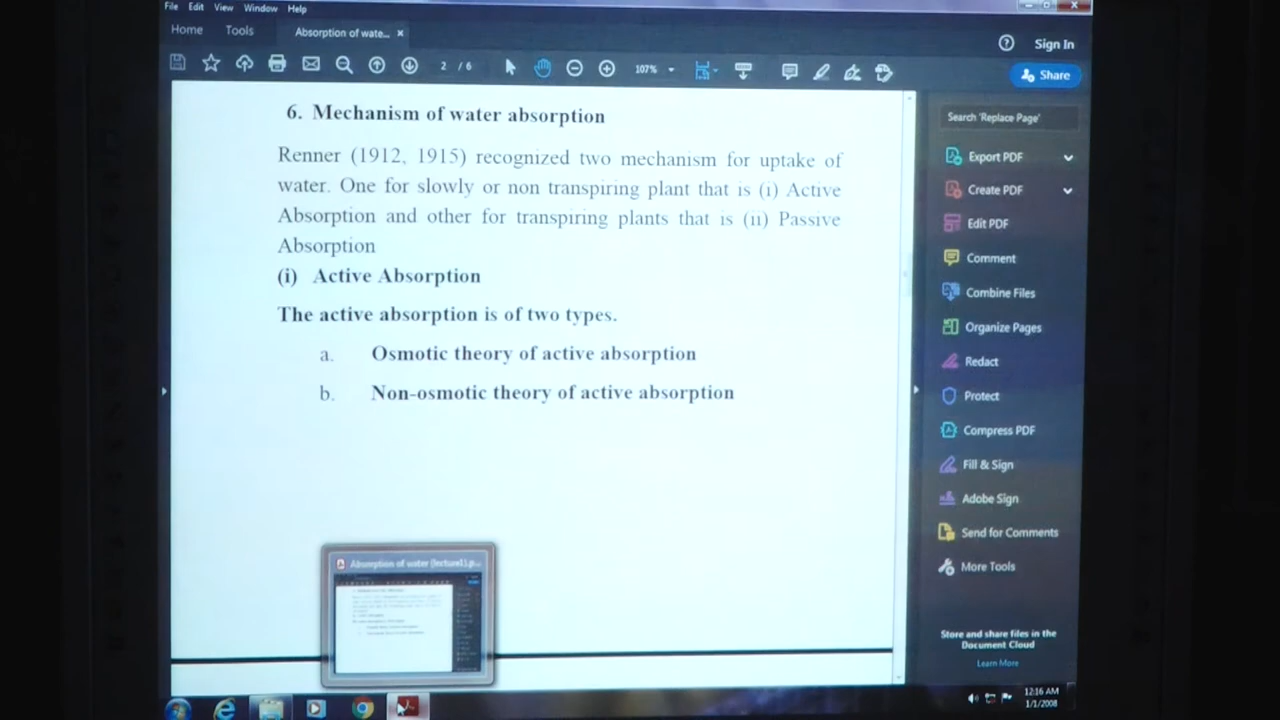 File Edit View Window Help
Home Tools Absorption of wate... ×
Sign In
2 / 6 107%
Share
6. Mechanism of water absorption
Renner (1912, 1915) recognized two mechanism for uptake of
water. One for slowly or non transpiring plant that is (i) Active
Absorption and other for transpiring plants that is (ii) Passive
Absorption
(i) Active Absorption
The active absorption is of two types.
a. Osmotic theory of active absorption
b. Non-osmotic theory of active absorption
Search 'Replace Page'
Export PDF
Create PDF
Edit PDF
Comment
Combine Files
Organize Pages
Redact
Protect
Compress PDF
Fill & Sign
Adobe Sign
Send for Comments
More Tools
Store and share files in the
Document Cloud
Learn More
Absorption of water (lecture1).p...
12:16 AM
1/1/2008